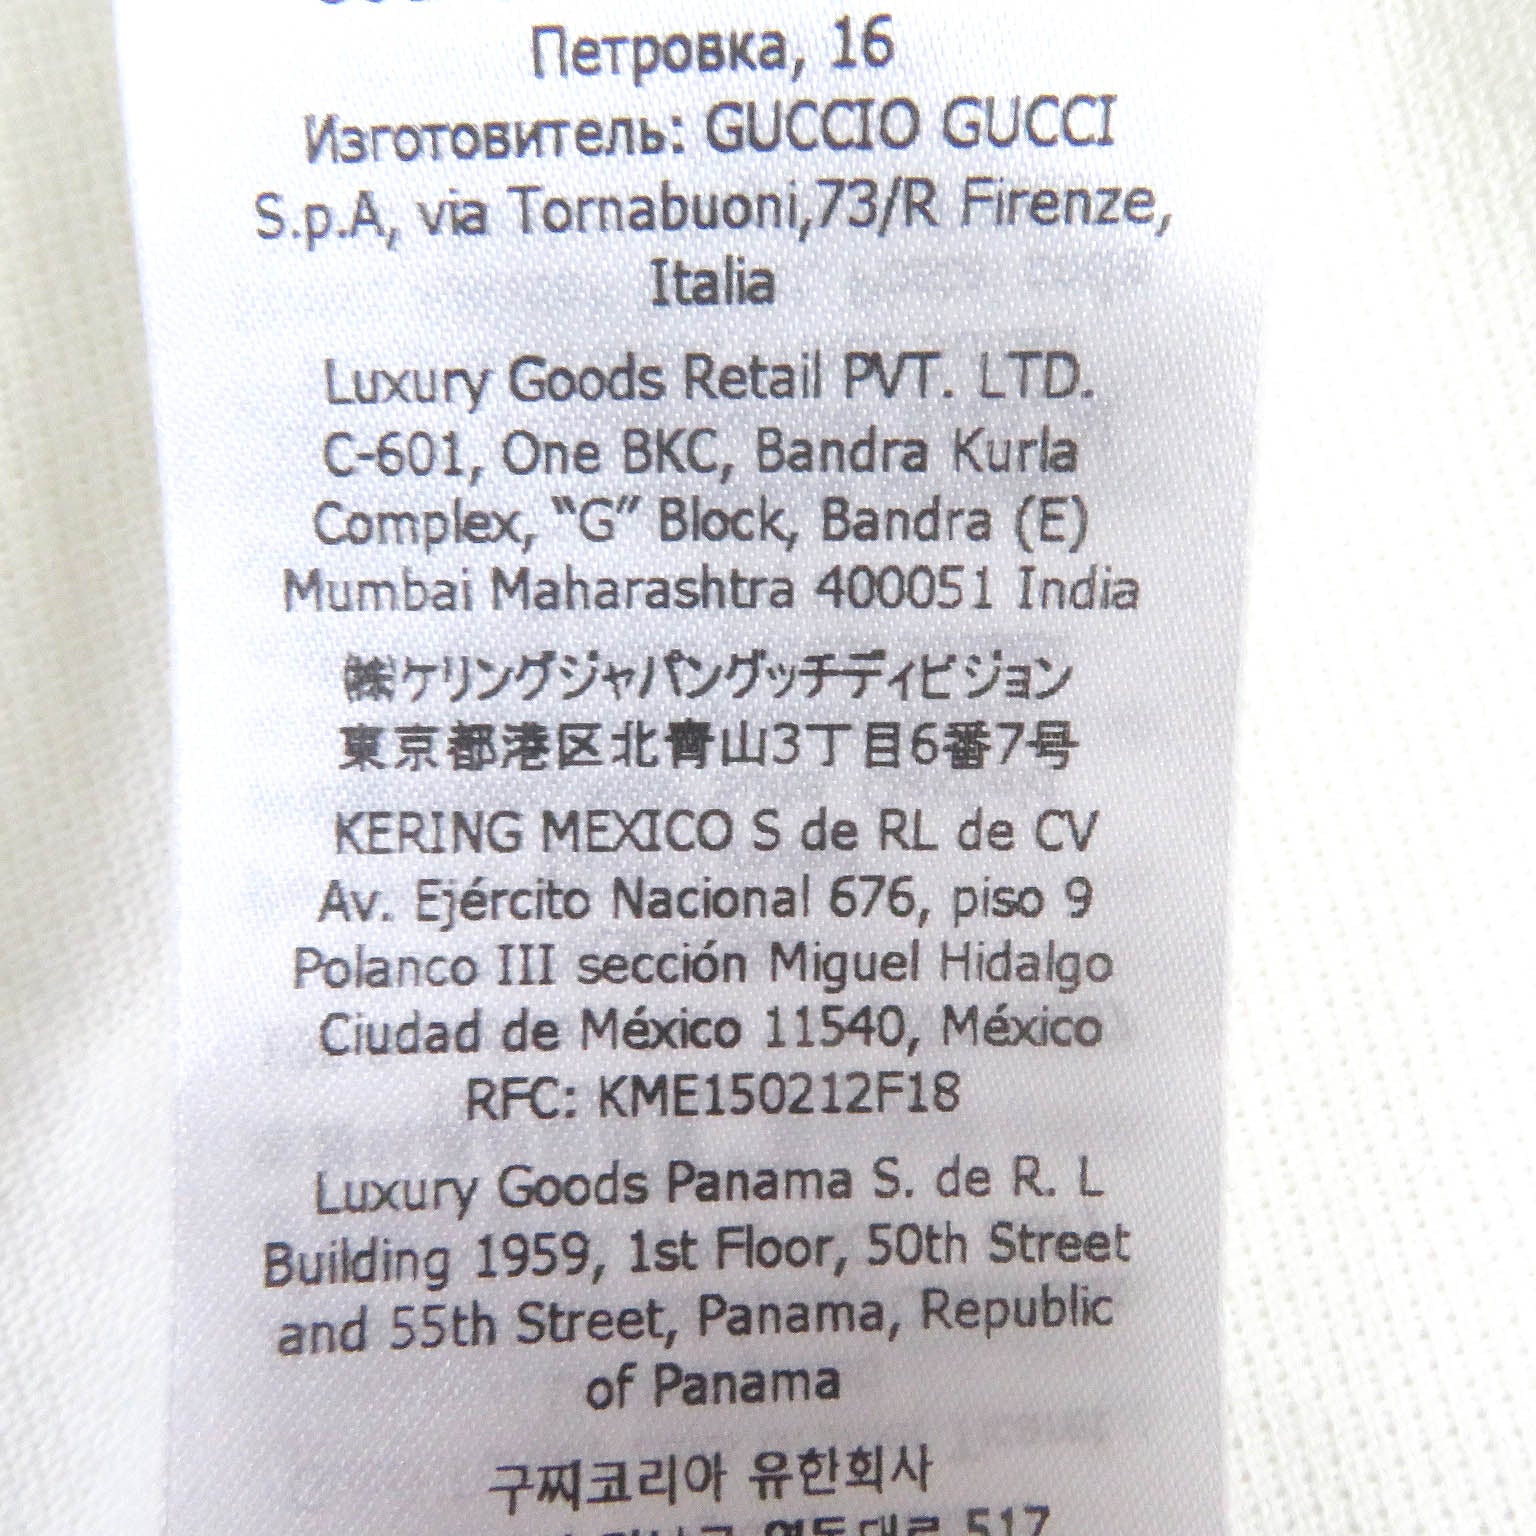 Петровка, 16
Изготовитель: GUCCIO GUCCI
S.p.A, via Tornabuoni,73/R Firenze,
Italia
Luxury Goods Retail PVT. LTD.
C-601, One BKC, Bandra Kurla
Complex, “G” Block, Bandra (E)
Mumbai Maharashtra 400051 India
㈱ケリングジャパングッチディビジョン
東京都港区北青山3丁目6番7号
KERING MEXICO S de RL de CV
Av. Ejército Nacional 676, piso 9
Polanco III sección Miguel Hidalgo
Ciudad de México 11540, México
RFC: KME150212F18
Luxury Goods Panama S. de R. L
Building 1959, 1st Floor, 50th Street
and 55th Street, Panama, Republic
of Panama
구찌코리아 유한회사
517